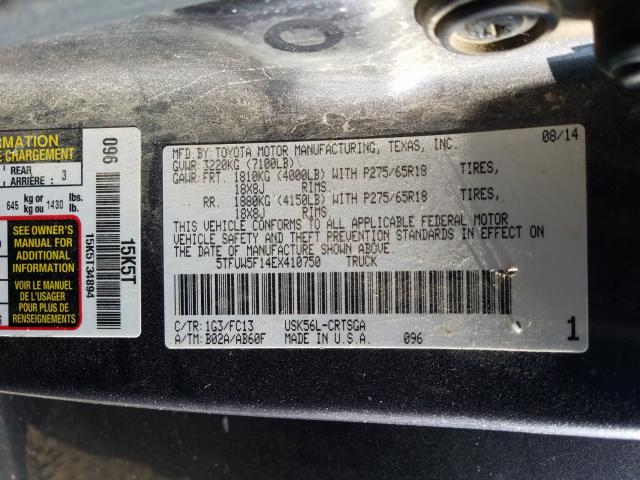 MFD.BY:TOYOTA MOTOR MANUFACTURING, TEXAS, INC. 08/14
GVWR 3220KG (7100LB)
GAWR:FRT. 1810KG (4000LB) WITH P275/65R18 TIRES,
18X8J RIMS.
RR. 1880KG (4150LB) WITH P275/65R18 TIRES,
18X8J RIMS.
THIS VEHICLE CONFORMS TO ALL APPLICABLE FEDERAL MOTOR
VEHICLE SAFETY AND THEFT PREVENTION STANDARDS IN EFFECT ON
THE DATE OF MANUFACTURE SHOWN ABOVE.
5TFUW5F14EX410750 TRUCK
C/TR:1G3/FC13 USK56L-CRTSGA
A/TM:B02A/AB60F MADE IN U.S.A. 096 1
CHARGEMENT
REAR
ARRIÈRE : 3
645 kg or 1430 lbs.
kg ou lb.
SEE OWNER'S
MANUAL FOR
ADDITIONAL
INFORMATION
VOIR LE MANUEL
DE L'USAGER
POUR PLUS DE
RENSEIGNEMENTS
096
15K5T
15K5T134894